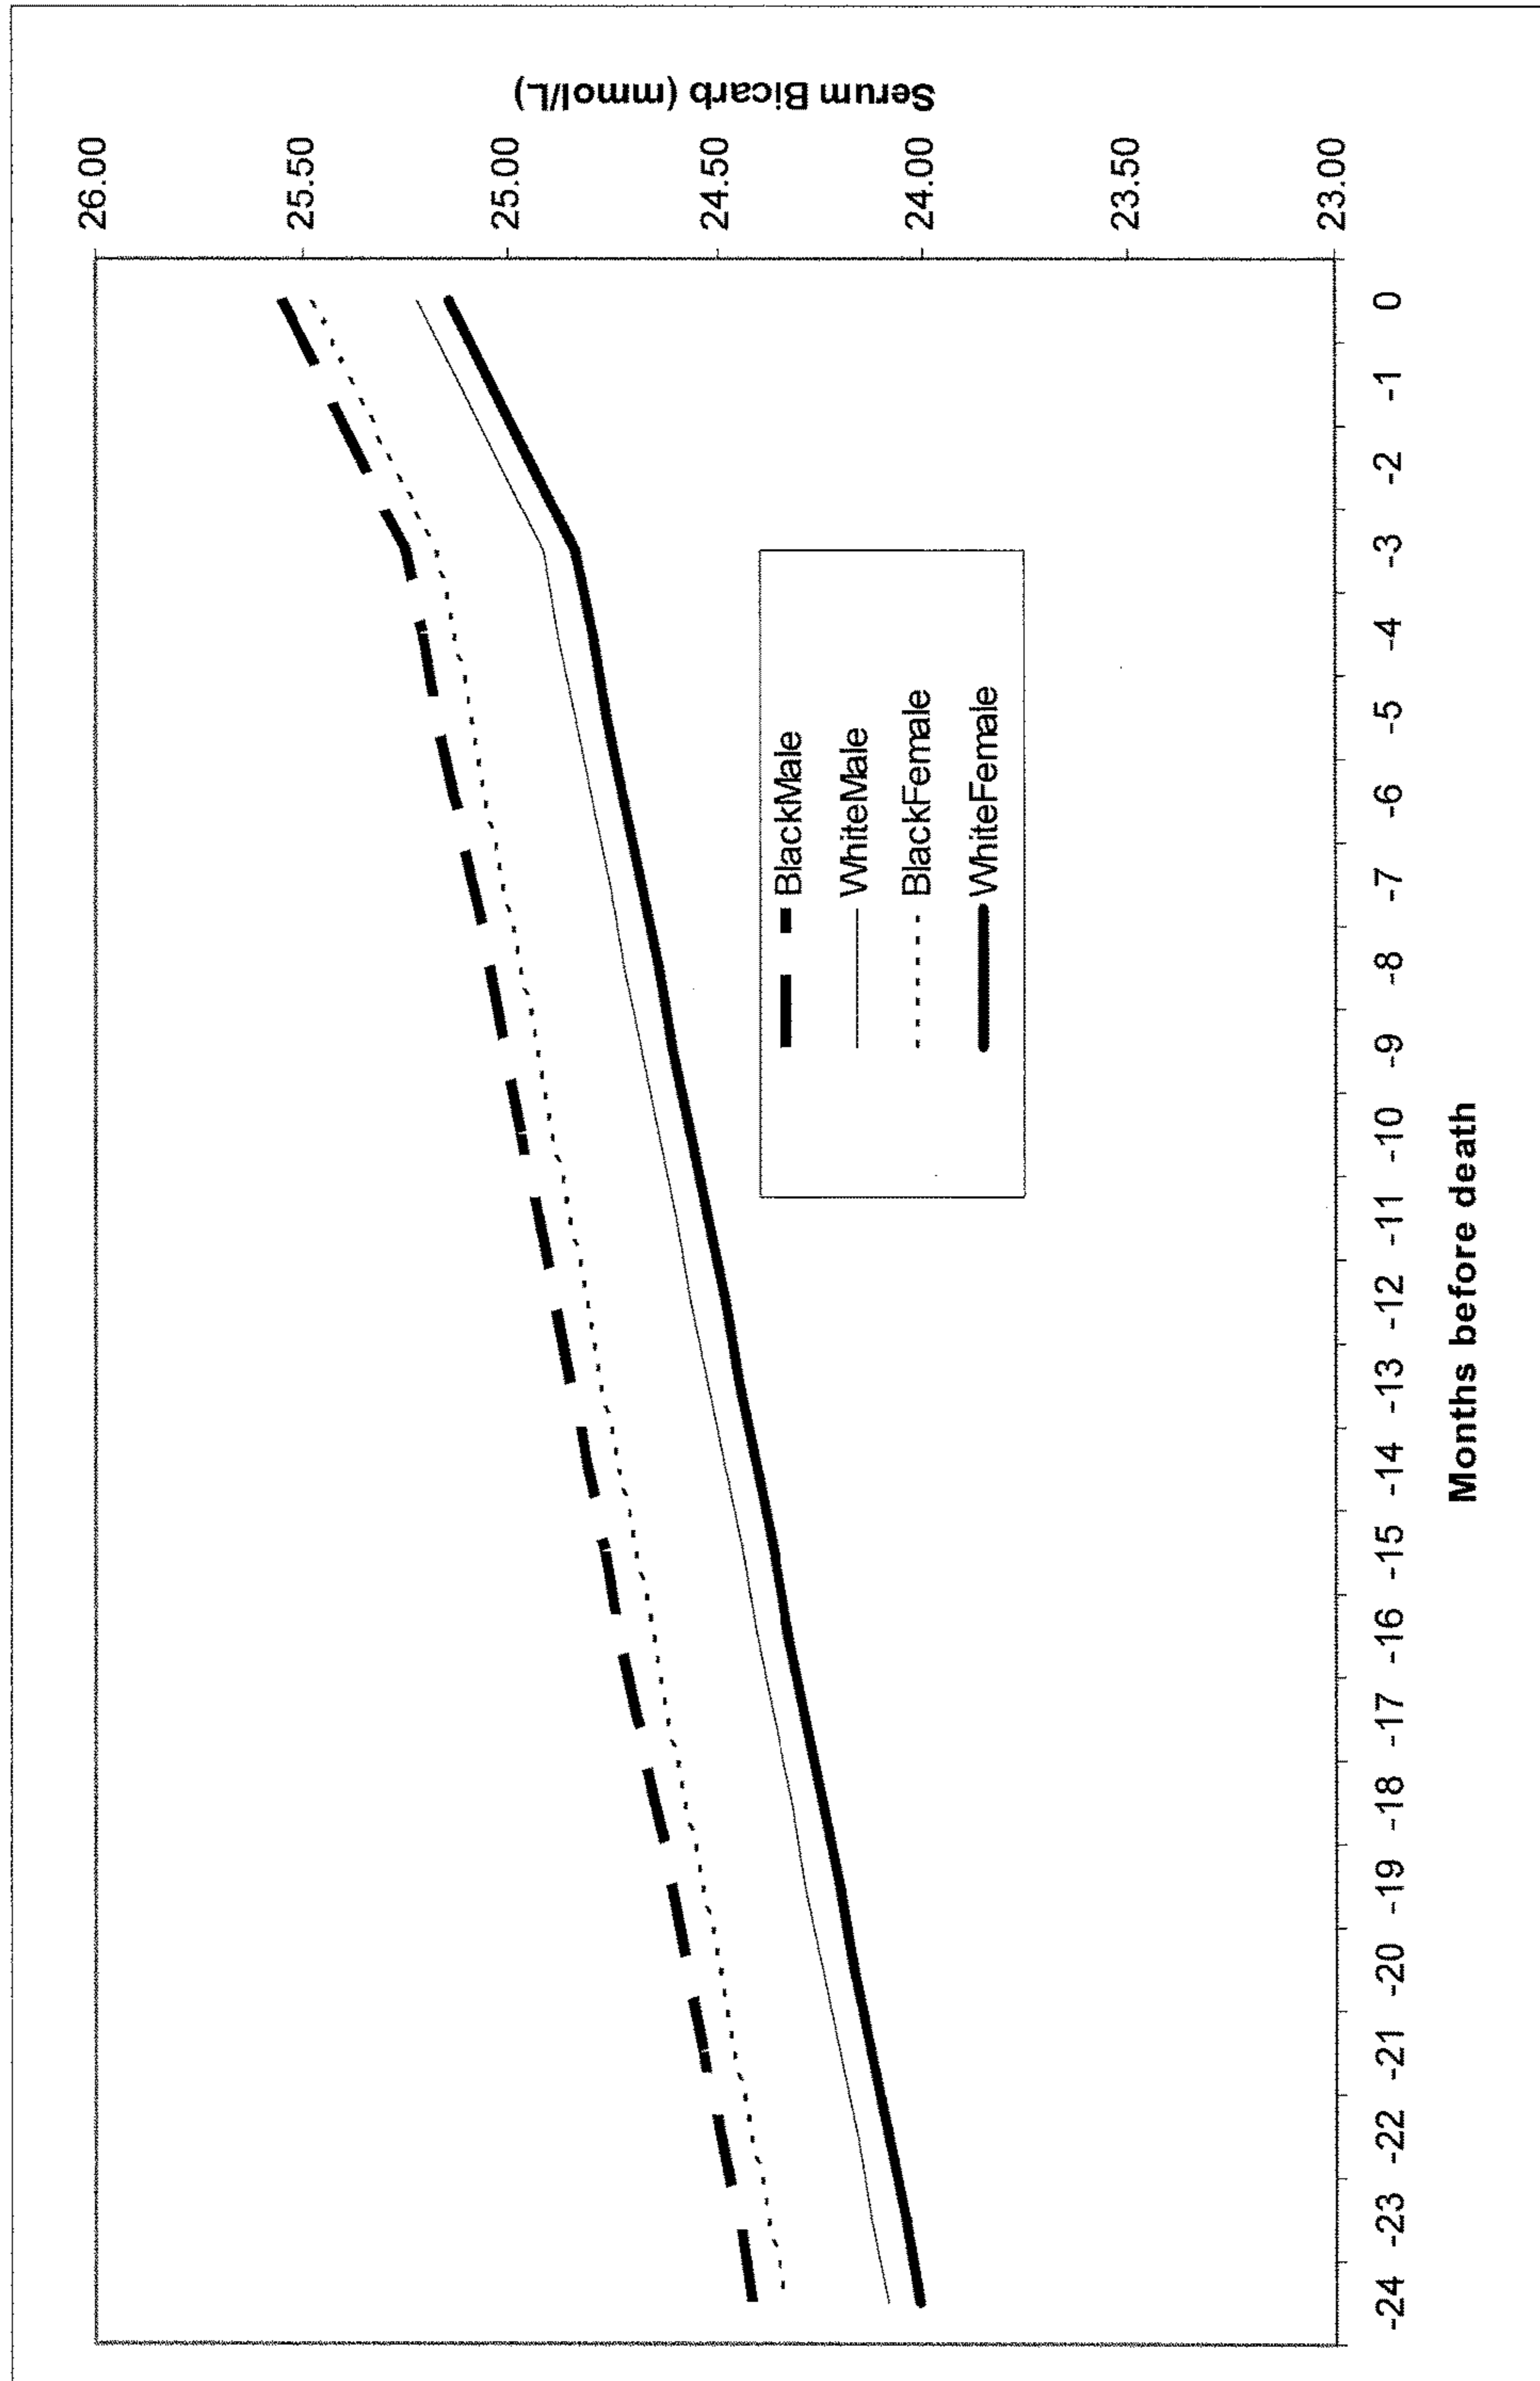 Serum Bicarb (mmol/L)
26.00
25.50
25.00
24.50
24.00
23.50
23.00
BlackMale
WhiteMale
BlackFemale
WhiteFemale
-24 -23 -22 -21 -20 -19 -18 -17 -16 -15 -14 -13 -12 -11 -10 -9 -8 -7 -6 -5 -4 -3 -2 -1 0
Months before death